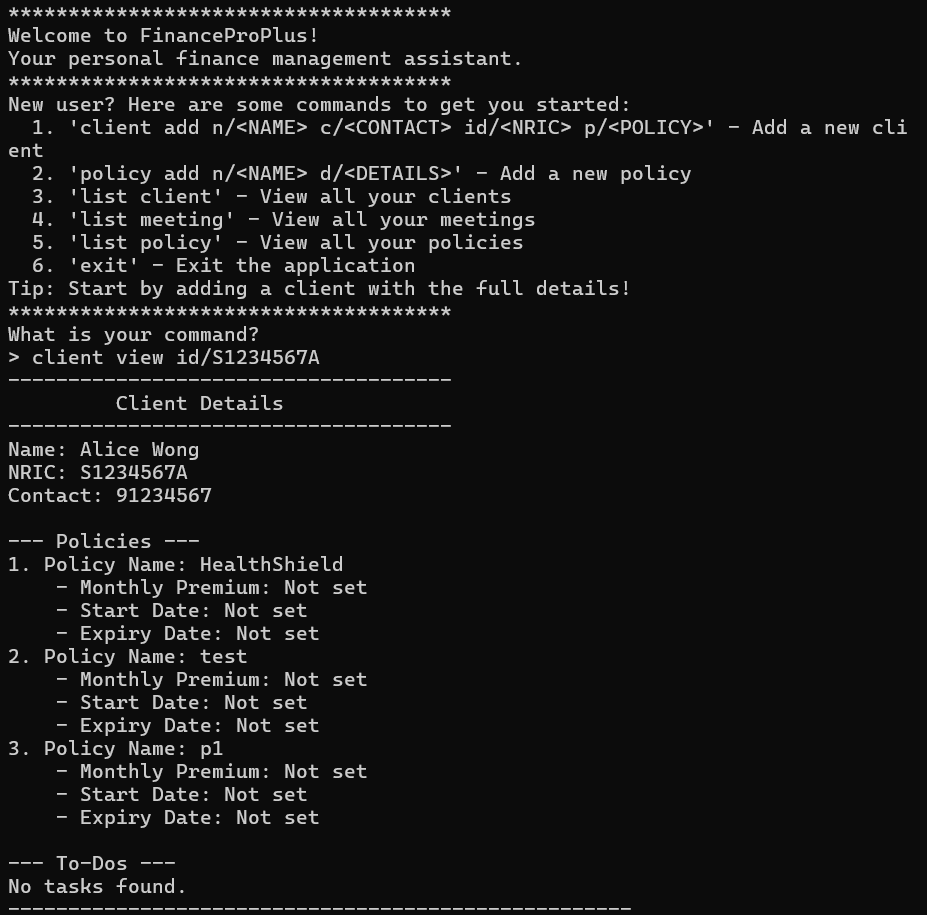 *************************************
Welcome to FinanceProPlus!
Your personal finance management assistant.
*************************************
New user? Here are some commands to get you started:
  1. 'client add n/<NAME> c/<CONTACT> id/<NRIC> p/<POLICY>' - Add a new cli
ent
  2. 'policy add n/<NAME> d/<DETAILS>' - Add a new policy
  3. 'list client' - View all your clients
  4. 'list meeting' - View all your meetings
  5. 'list policy' - View all your policies
  6. 'exit' - Exit the application
Tip: Start by adding a client with the full details!
*************************************
What is your command?
> client view id/S1234567A
-------------------------------------
         Client Details
-------------------------------------
Name: Alice Wong
NRIC: S1234567A
Contact: 91234567

--- Policies ---
1. Policy Name: HealthShield
    - Monthly Premium: Not set
    - Start Date: Not set
    - Expiry Date: Not set
2. Policy Name: test
    - Monthly Premium: Not set
    - Start Date: Not set
    - Expiry Date: Not set
3. Policy Name: p1
    - Monthly Premium: Not set
    - Start Date: Not set
    - Expiry Date: Not set

--- To-Dos ---
No tasks found.
----------------------------------------------------